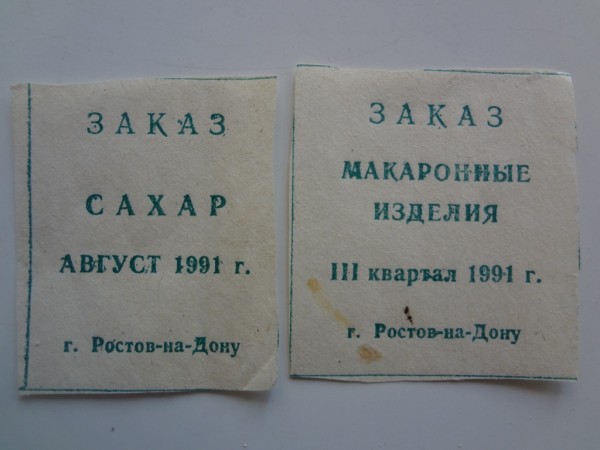 ЗАКАЗ
САХАР
АВГУСТ 1991 г.
г. Ростов-на-Дону
ЗАКАЗ
МАКАРОННЫЕ
ИЗДЕЛИЯ
III квартал 1991 г.
г. Ростов-на-Дону